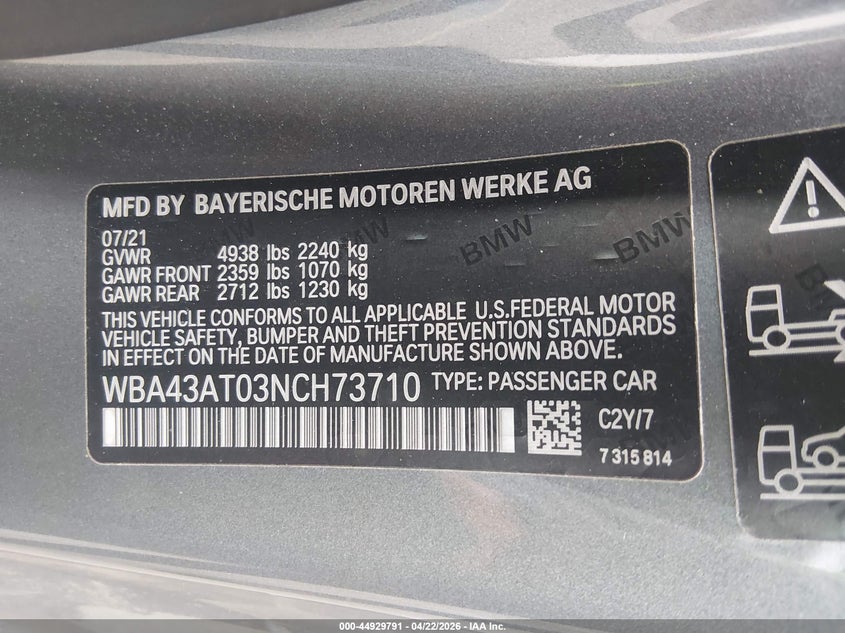 MFD BY BAYERISCHE MOTOREN WERKE AG
07/21
GVWR 4938 lbs 2240 kg
GAWR FRONT 2359 lbs 1070 kg
GAWR REAR 2712 lbs 1230 kg
THIS VEHICLE CONFORMS TO ALL APPLICABLE U.S.FEDERAL MOTOR
VEHICLE SAFETY, BUMPER AND THEFT PREVENTION STANDARDS
IN EFFECT ON THE DATE OF MANUFACTURE SHOWN ABOVE.
WBA43AT03NCH73710 TYPE: PASSENGER CAR
C2Y/7
7 315 814
BMW
BMW
BMW
BMW
000-44929791 - 04/22/2026 - IAA Inc.